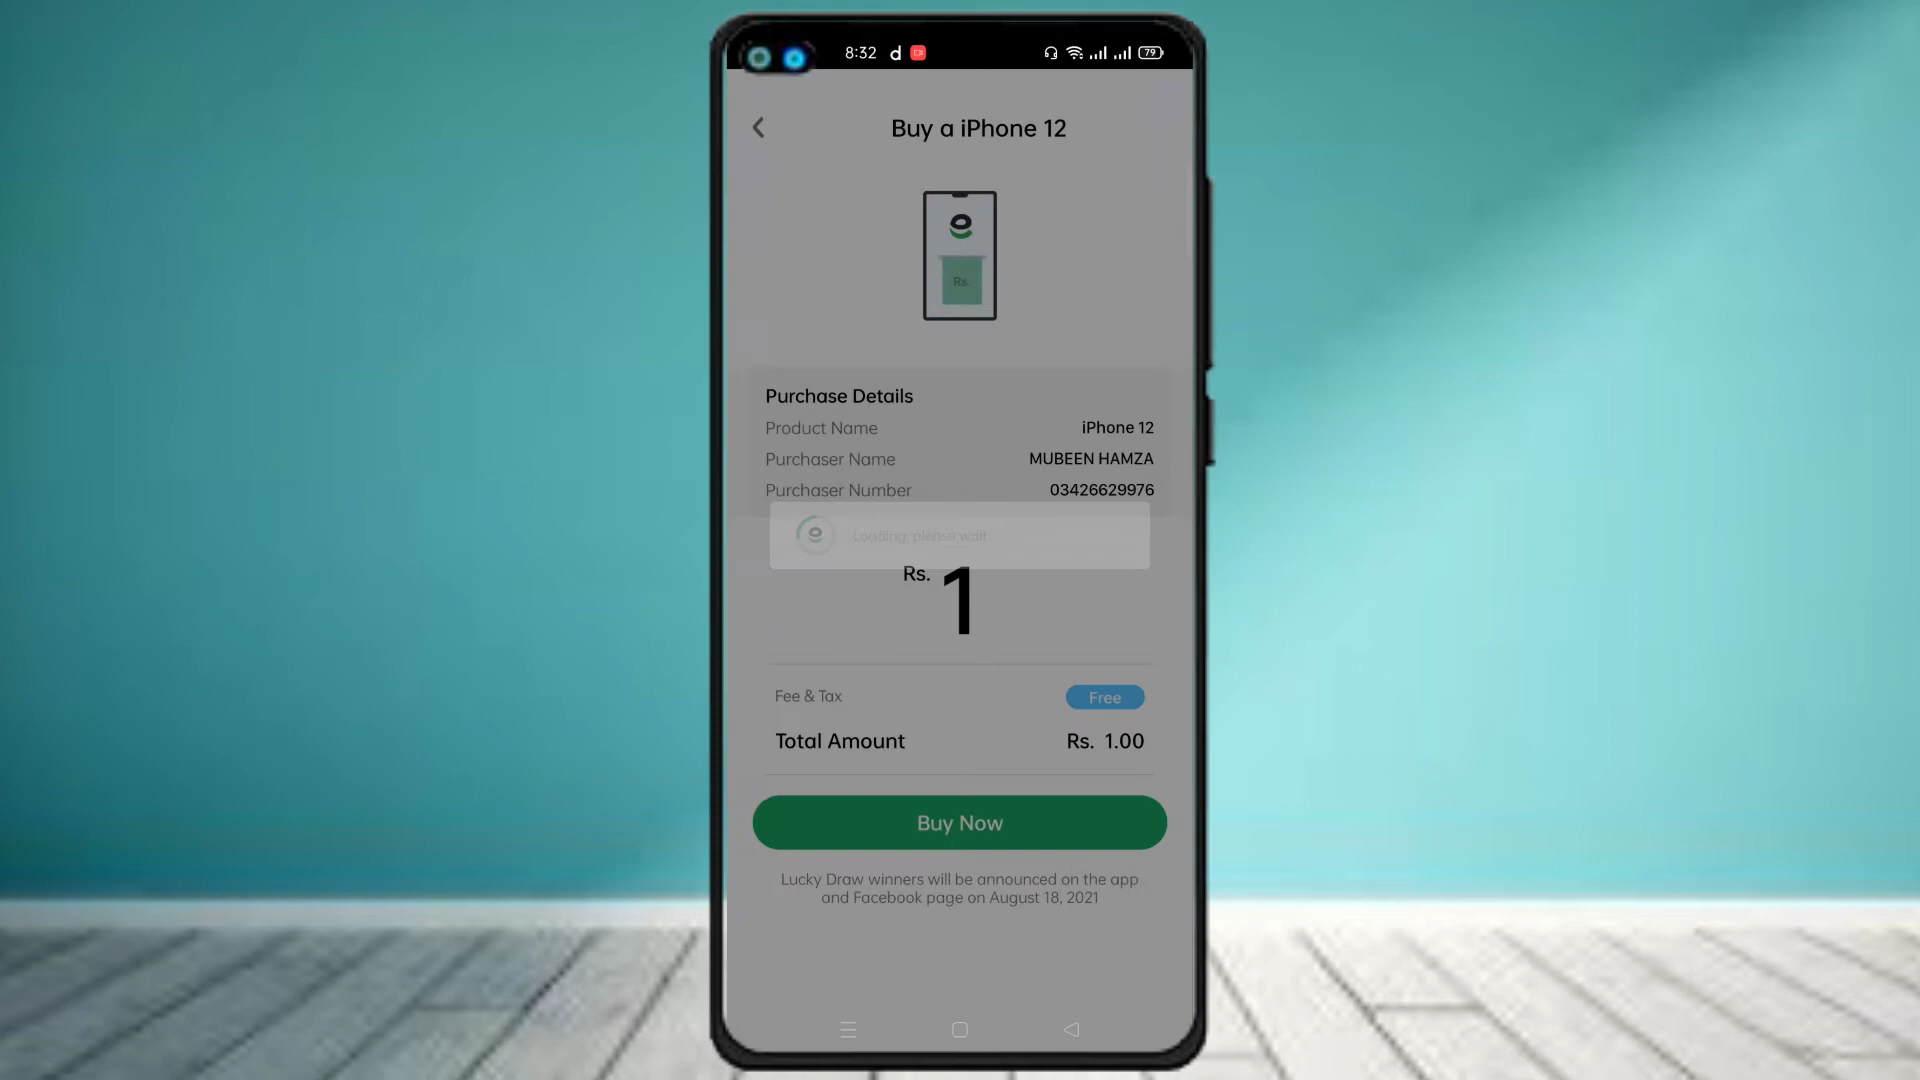 8:32 d 79
Buy a iPhone 12
e
Rs.
Purchase Details
Product Name iPhone 12
Purchaser Name MUBEEN HAMZA
Purchaser Number 03426629976
e Loading, please wait
Rs. 1
Fee & Tax Free
Total Amount Rs. 1.00
Buy Now
Lucky Draw winners will be announced on the app
and Facebook page on August 18, 2021